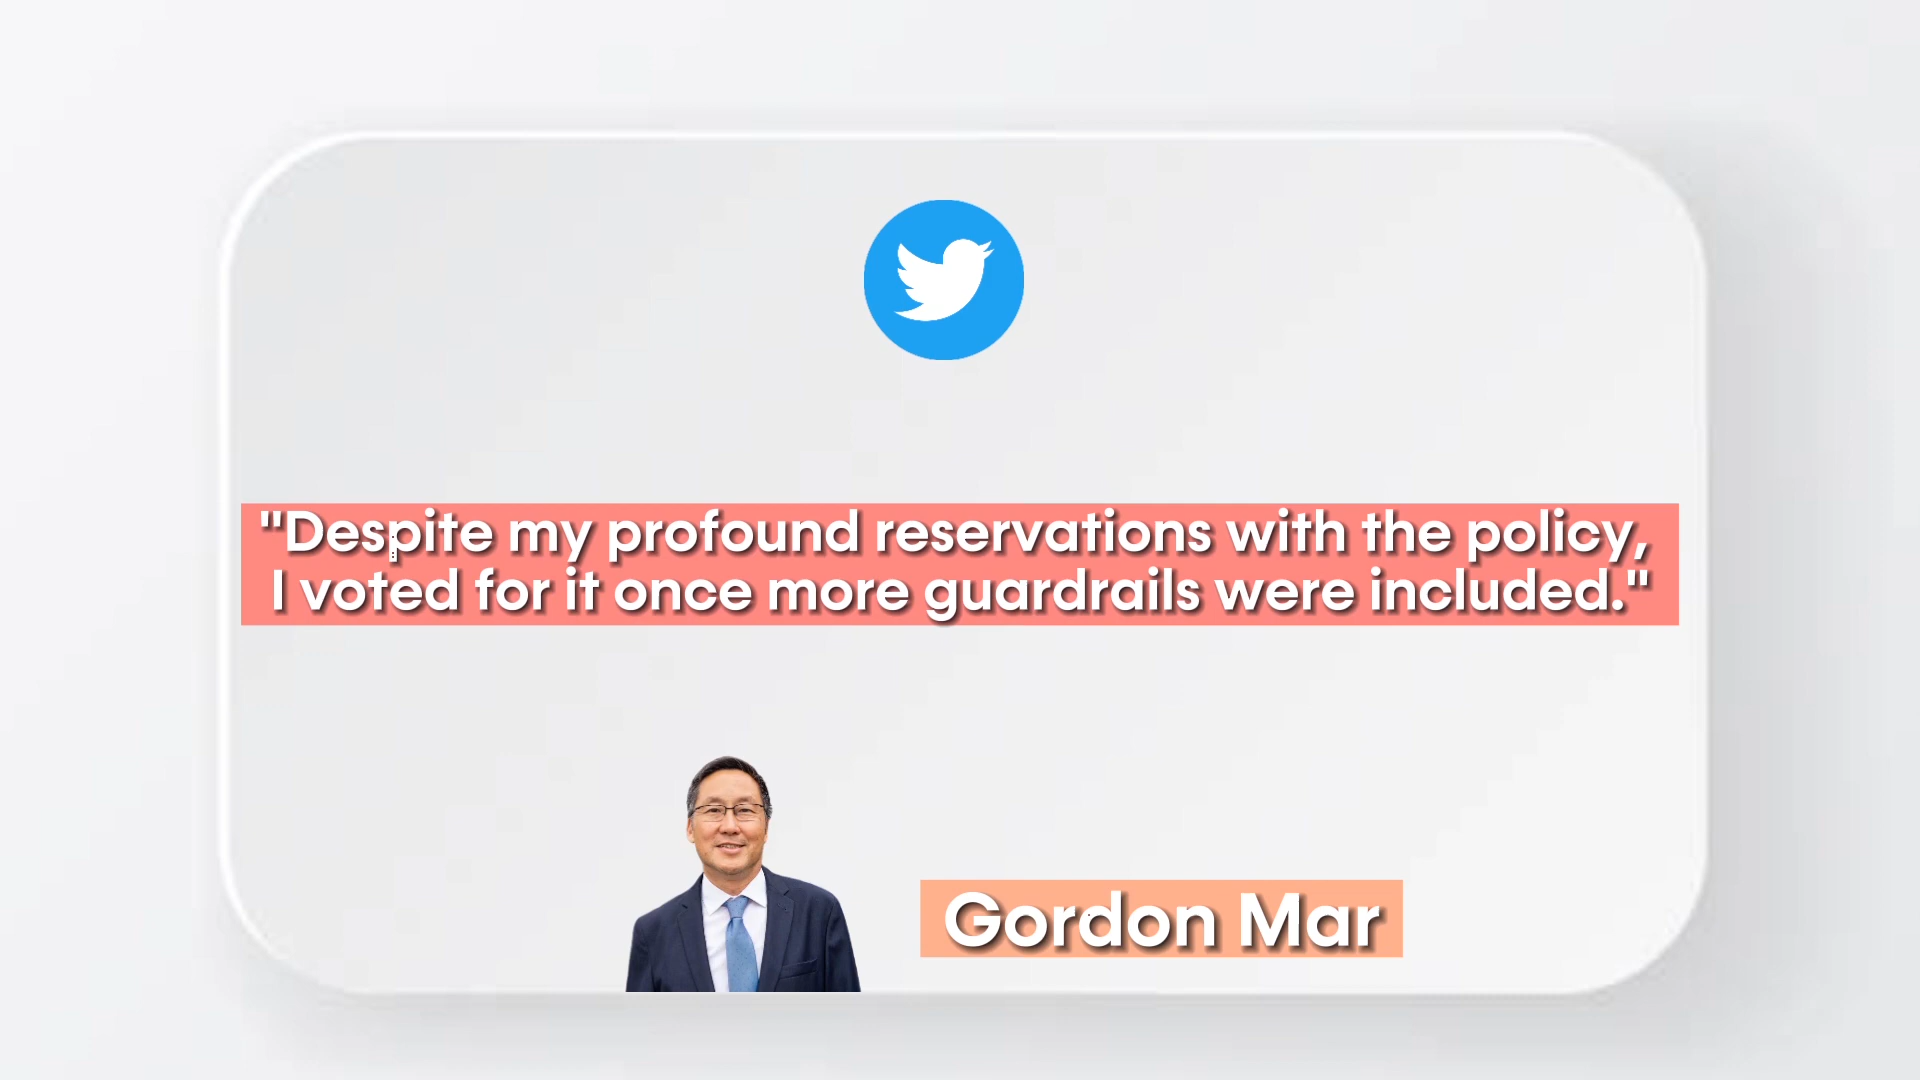 "Despite my profound reservations with the policy,
I voted for it once more guardrails were included."
Gordon Mar